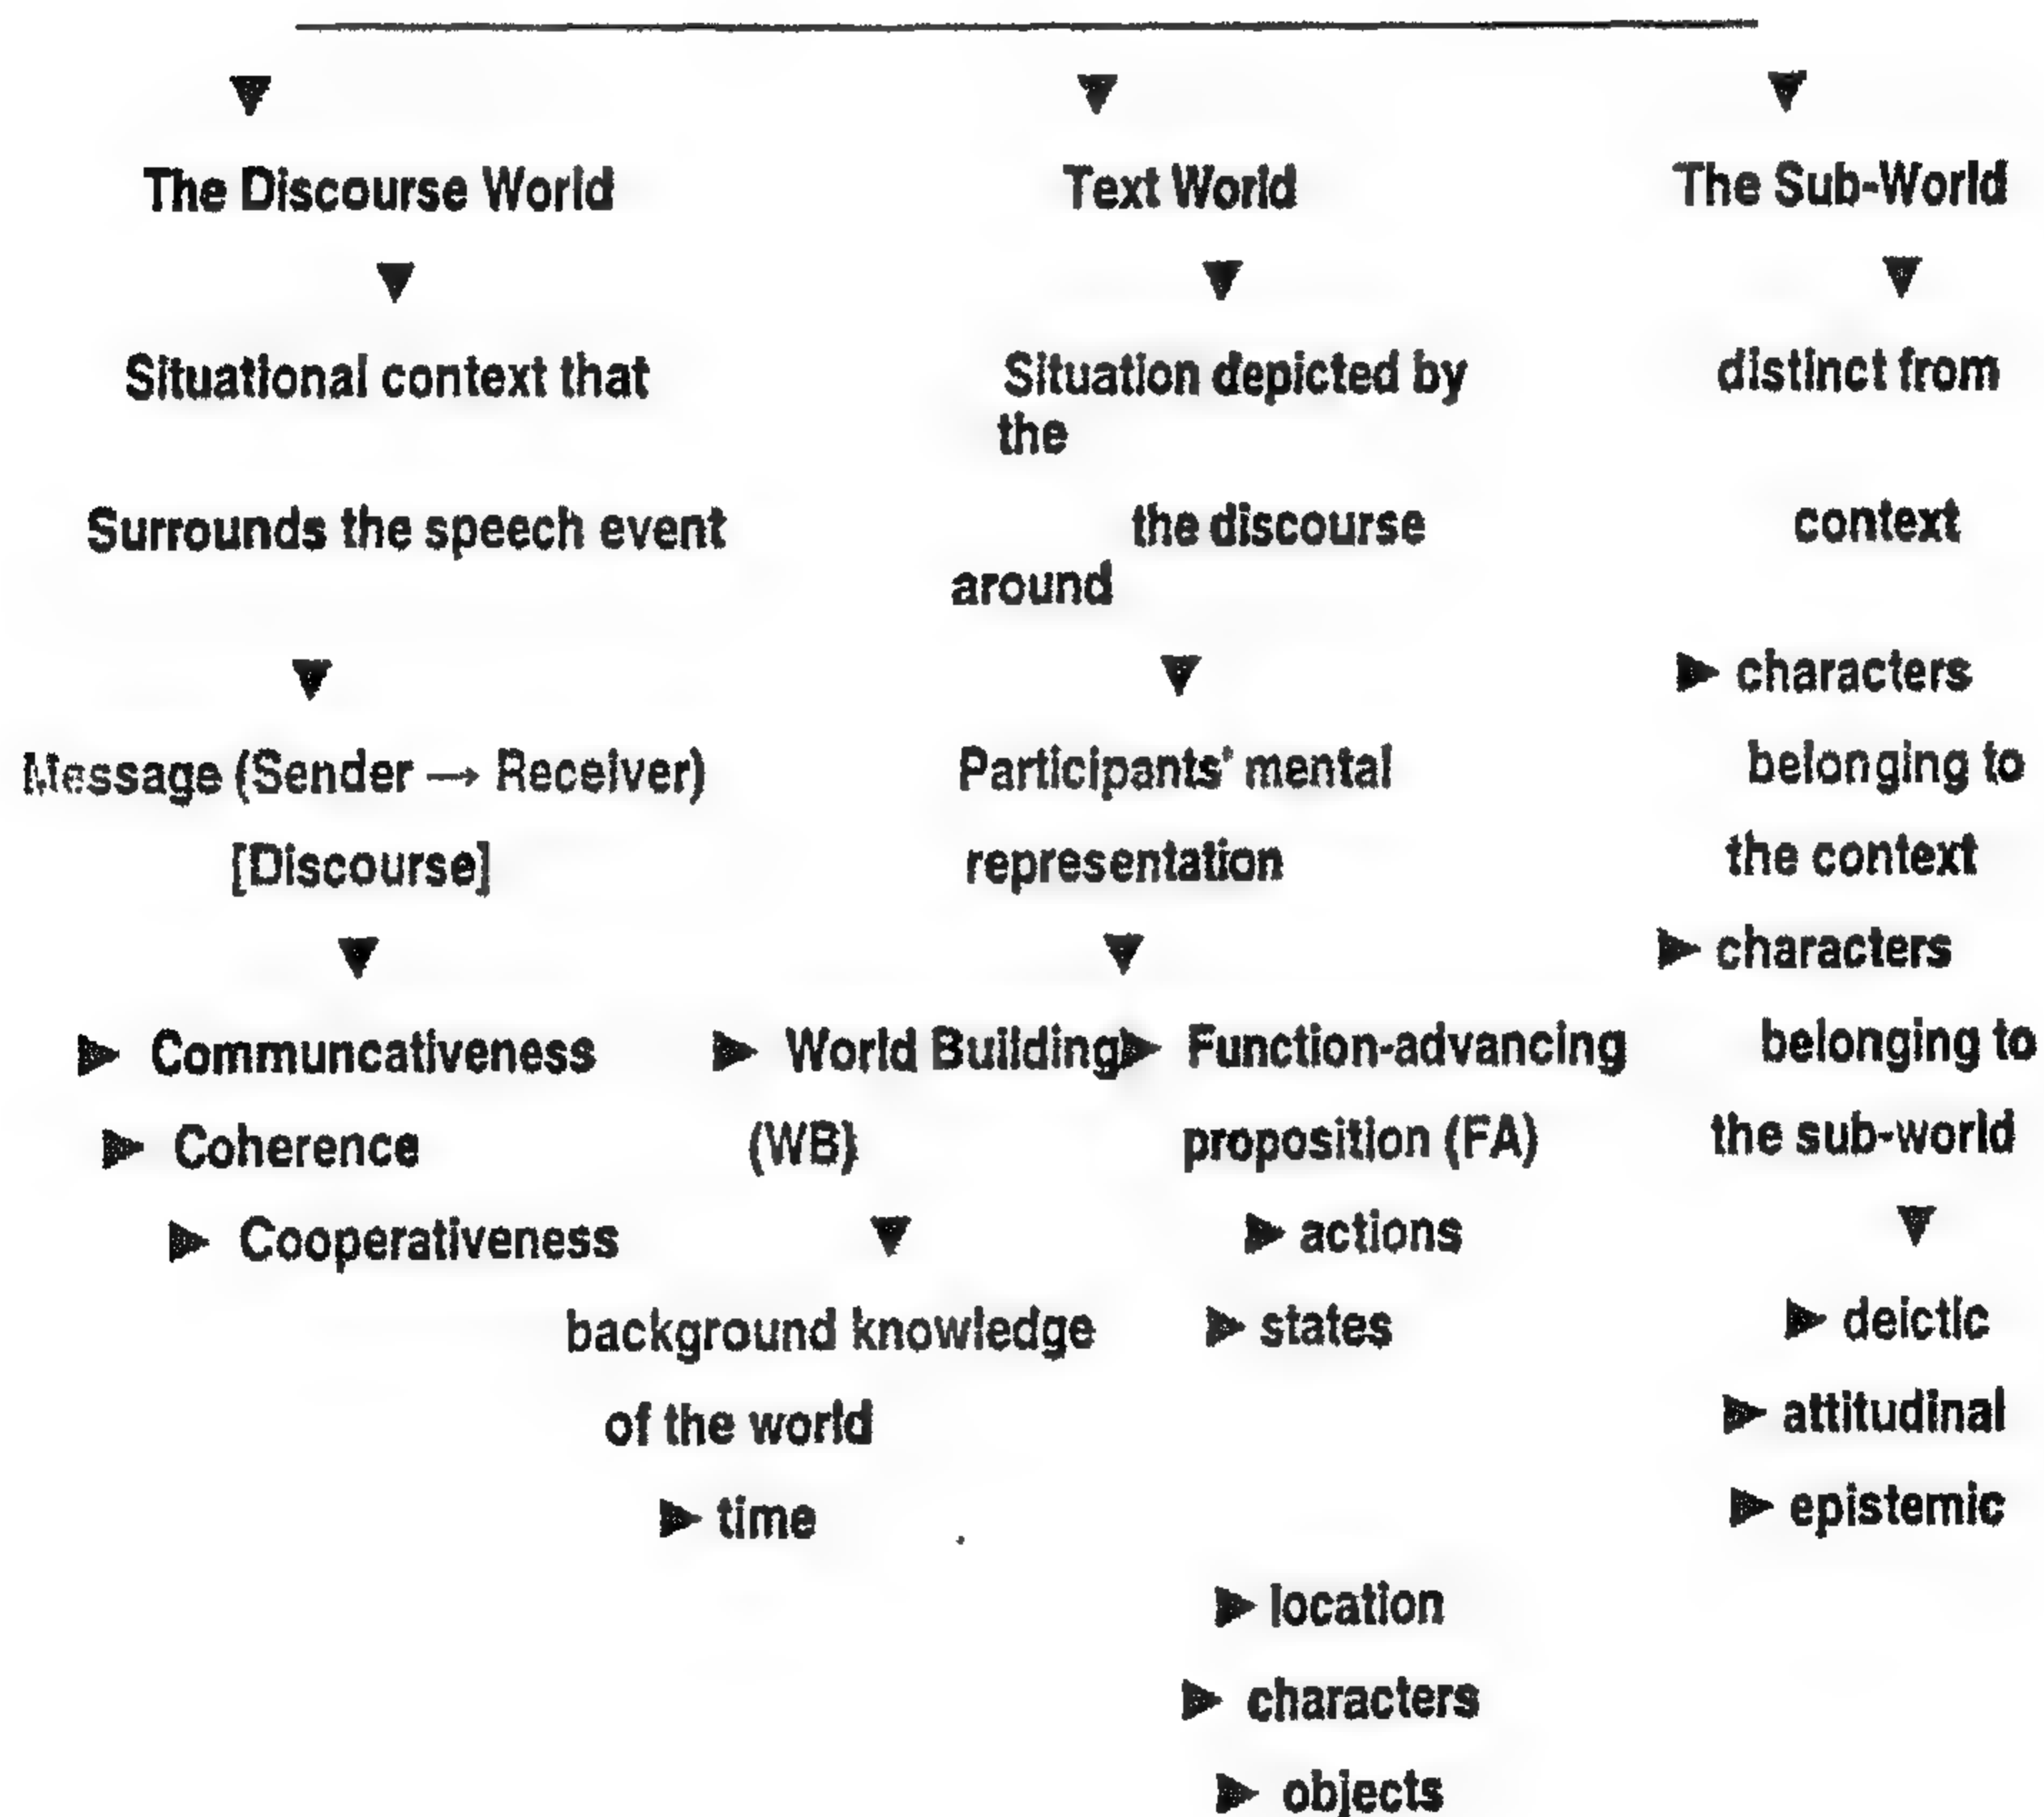 The Discourse World
Situational context that
Surrounds the speech event
Message (Sender → Receiver)
[Discourse]
► Communcativeness
► Coherence
► Cooperativeness
Text World
Situation depicted by
the
the discourse
around
Participants' mental
representation
► World Building
(WB)
background knowledge
of the world
► time
► Function-advancing
proposition (FA)
► actions
► states
► location
► characters
► objects
The Sub-World
distinct from
context
► characters
belonging to
the context
► characters
belonging to
the sub-world
► deictic
► attitudinal
► epistemic